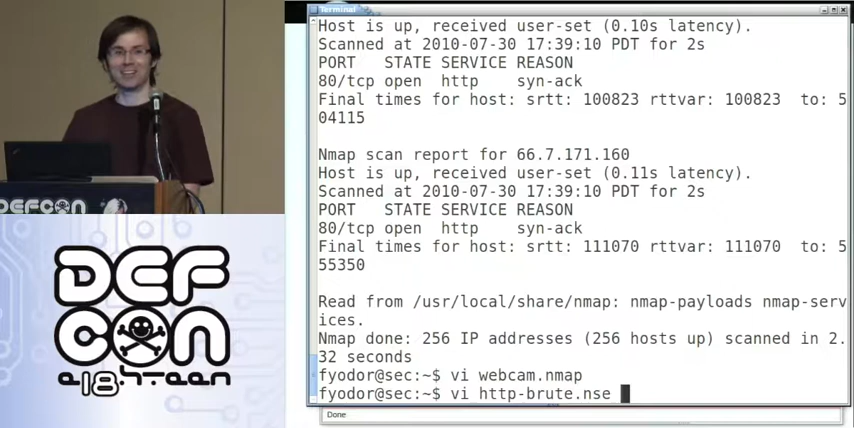 Terminal
Host is up, received user-set (0.10s latency).
Scanned at 2010-07-30 17:39:10 PDT for 2s
PORT   STATE SERVICE REASON
80/tcp open  http    syn-ack
Final times for host: srtt: 100823 rttvar: 100823  to: 5
04115
Nmap scan report for 66.7.171.160
Host is up, received user-set (0.11s latency).
Scanned at 2010-07-30 17:39:10 PDT for 2s
PORT   STATE SERVICE REASON
80/tcp open  http    syn-ack
Final times for host: srtt: 111070 rttvar: 111070  to: 5
55350
Read from /usr/local/share/nmap: nmap-payloads nmap-serv
ices.
Nmap done: 256 IP addresses (256 hosts up) scanned in 2.
32 seconds
fyodor@sec:~$ vi webcam.nmap
fyodor@sec:~$ vi http-brute.nse
Done
DEFCON
DEF
CON
e18hteen